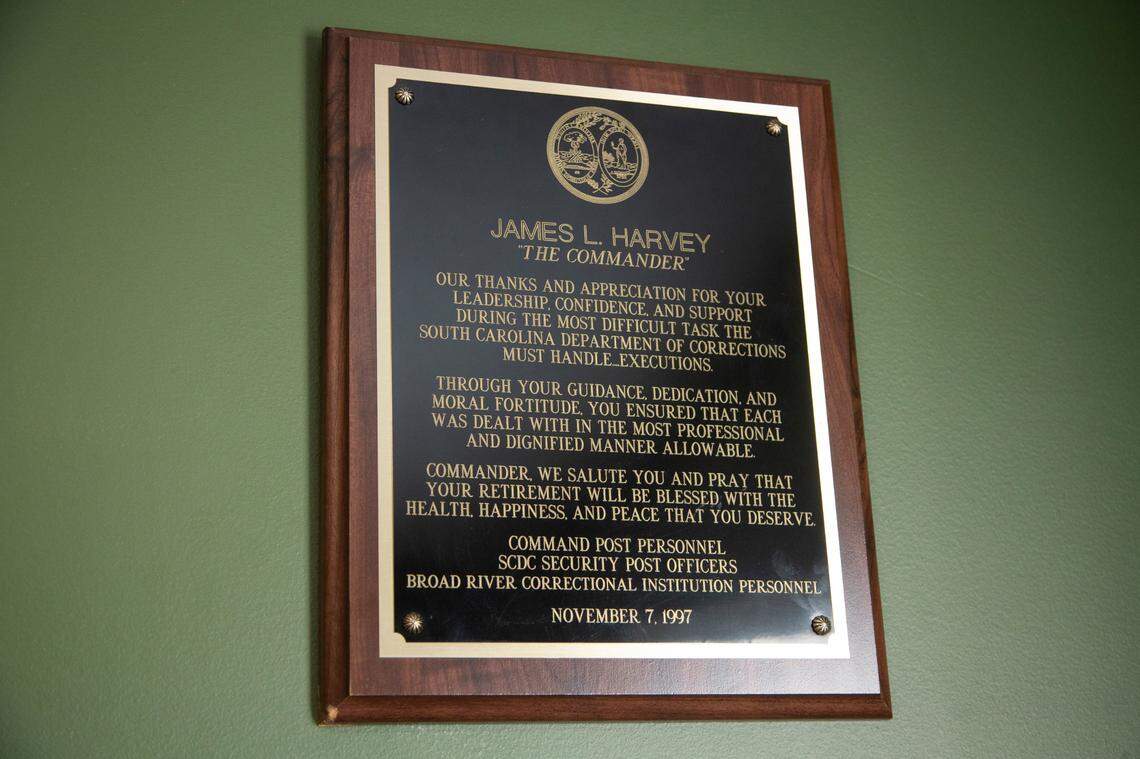 JAMES L. HARVEY
"THE COMMANDER"
OUR THANKS AND APPRECIATION FOR YOUR
LEADERSHIP, CONFIDENCE, AND SUPPORT
DURING THE MOST DIFFICULT TASK THE
SOUTH CAROLINA DEPARTMENT OF CORRECTIONS
MUST HANDLE...EXECUTIONS.
THROUGH YOUR GUIDANCE, DEDICATION, AND
MORAL FORTITUDE, YOU ENSURED THAT EACH
WAS DEALT WITH IN THE MOST PROFESSIONAL
AND DIGNIFIED MANNER ALLOWABLE.
COMMANDER, WE SALUTE YOU AND PRAY THAT
YOUR RETIREMENT WILL BE BLESSED WITH THE
HEALTH, HAPPINESS, AND PEACE THAT YOU DESERVE.
COMMAND POST PERSONNEL
SCDC SECURITY POST OFFICERS
BROAD RIVER CORRECTIONAL INSTITUTION PERSONNEL
NOVEMBER 7, 1997